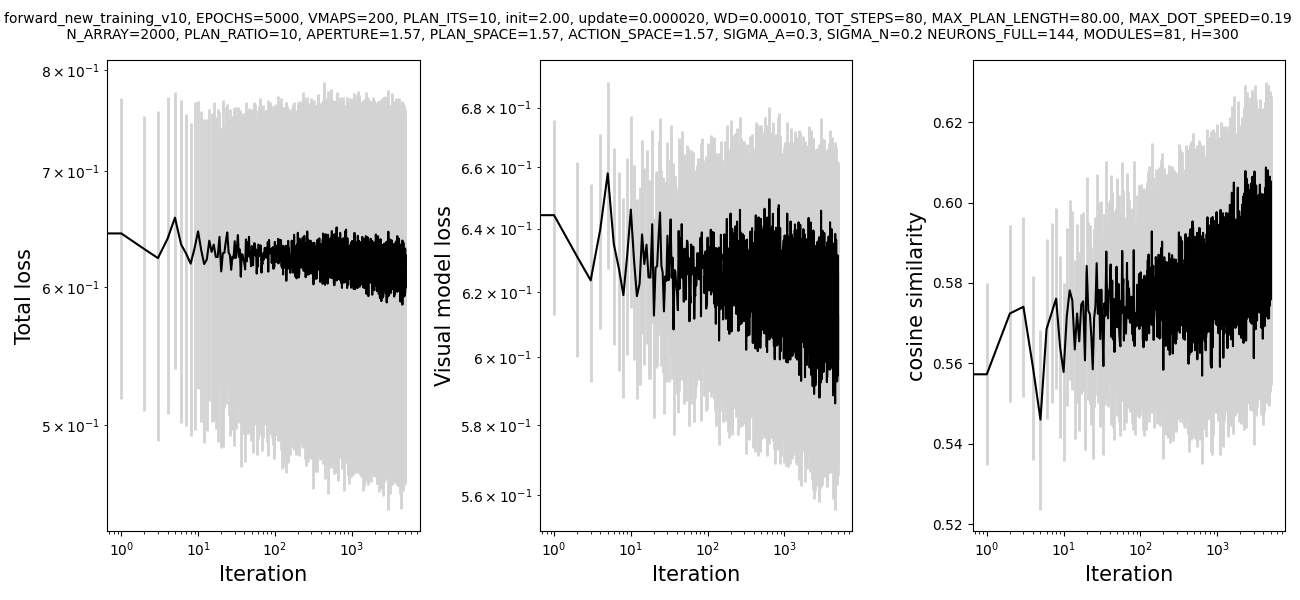 forward_new_training_v10, EPOCHS=5000, VMAPS=200, PLAN_ITS=10, init=2.00, update=0.000020, WD=0.00010, TOT_STEPS=80, MAX_PLAN_LENGTH=80.00, MAX_DOT_SPEED=0.19
N_ARRAY=2000, PLAN_RATIO=10, APERTURE=1.57, PLAN_SPACE=1.57, ACTION_SPACE=1.57, SIGMA_A=0.3, SIGMA_N=0.2 NEURONS_FULL=144, MODULES=81, H=300
Total loss
8 × 10⁻¹
7 × 10⁻¹
6 × 10⁻¹
5 × 10⁻¹
10⁰ 10¹ 10² 10³
Iteration
Visual model loss
6.8 × 10⁻¹
6.6 × 10⁻¹
6.4 × 10⁻¹
6.2 × 10⁻¹
6 × 10⁻¹
5.8 × 10⁻¹
5.6 × 10⁻¹
10⁰ 10¹ 10² 10³
Iteration
cosine similarity
0.62
0.60
0.58
0.56
0.54
0.52
10⁰ 10¹ 10² 10³
Iteration